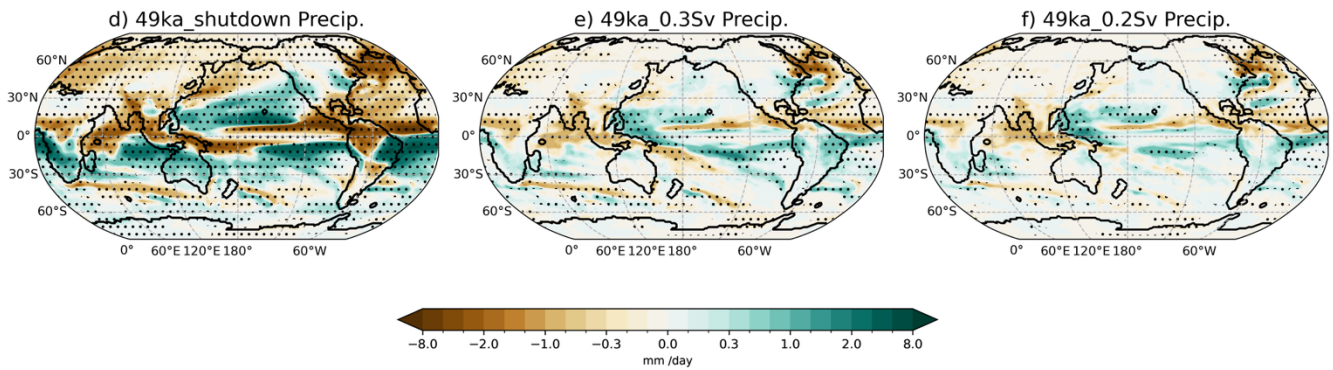 d) 49ka_shutdown Precip. e) 49ka_0.3Sv Precip. f) 49ka_0.2Sv Precip.
60°N 60°N 60°N
30°N 30°N 30°N
0° 0° 0°
30°S 30°S 30°S
60°S 60°S 60°S
0° 60°E 120°E 180° 60°W 0° 60°E 120°E 180° 60°W 0° 60°E 120°E 180° 60°W
−8.0 −2.0 −1.0 −0.3 0.0 0.3 1.0 2.0 8.0
mm /day